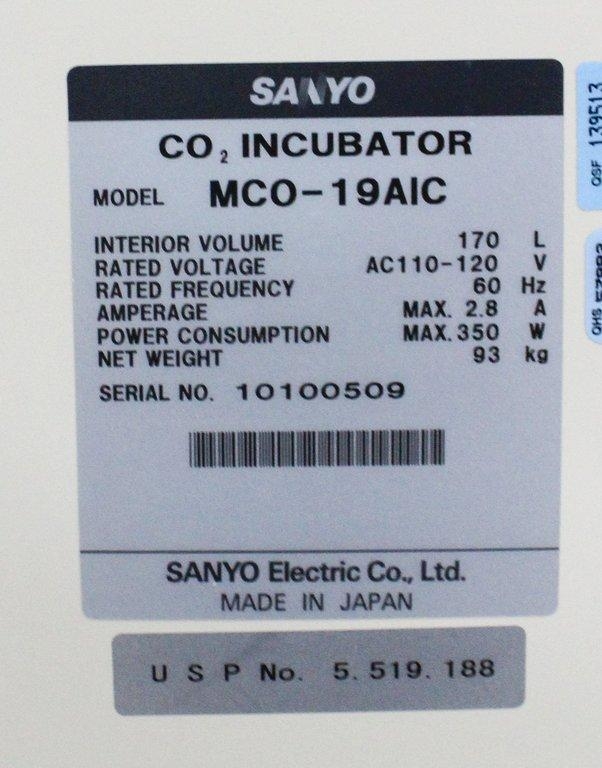 SANYO
CO₂ INCUBATOR
MODEL MCO-19AIC
INTERIOR VOLUME 170 L
RATED VOLTAGE AC110-120 V
RATED FREQUENCY 60 Hz
AMPERAGE MAX. 2.8 A
POWER CONSUMPTION MAX. 350 W
NET WEIGHT 93 kg
SERIAL NO. 10100509
SANYO Electric Co., Ltd.
MADE IN JAPAN
U S P No. 5. 519. 188
QSF 139513
QHS